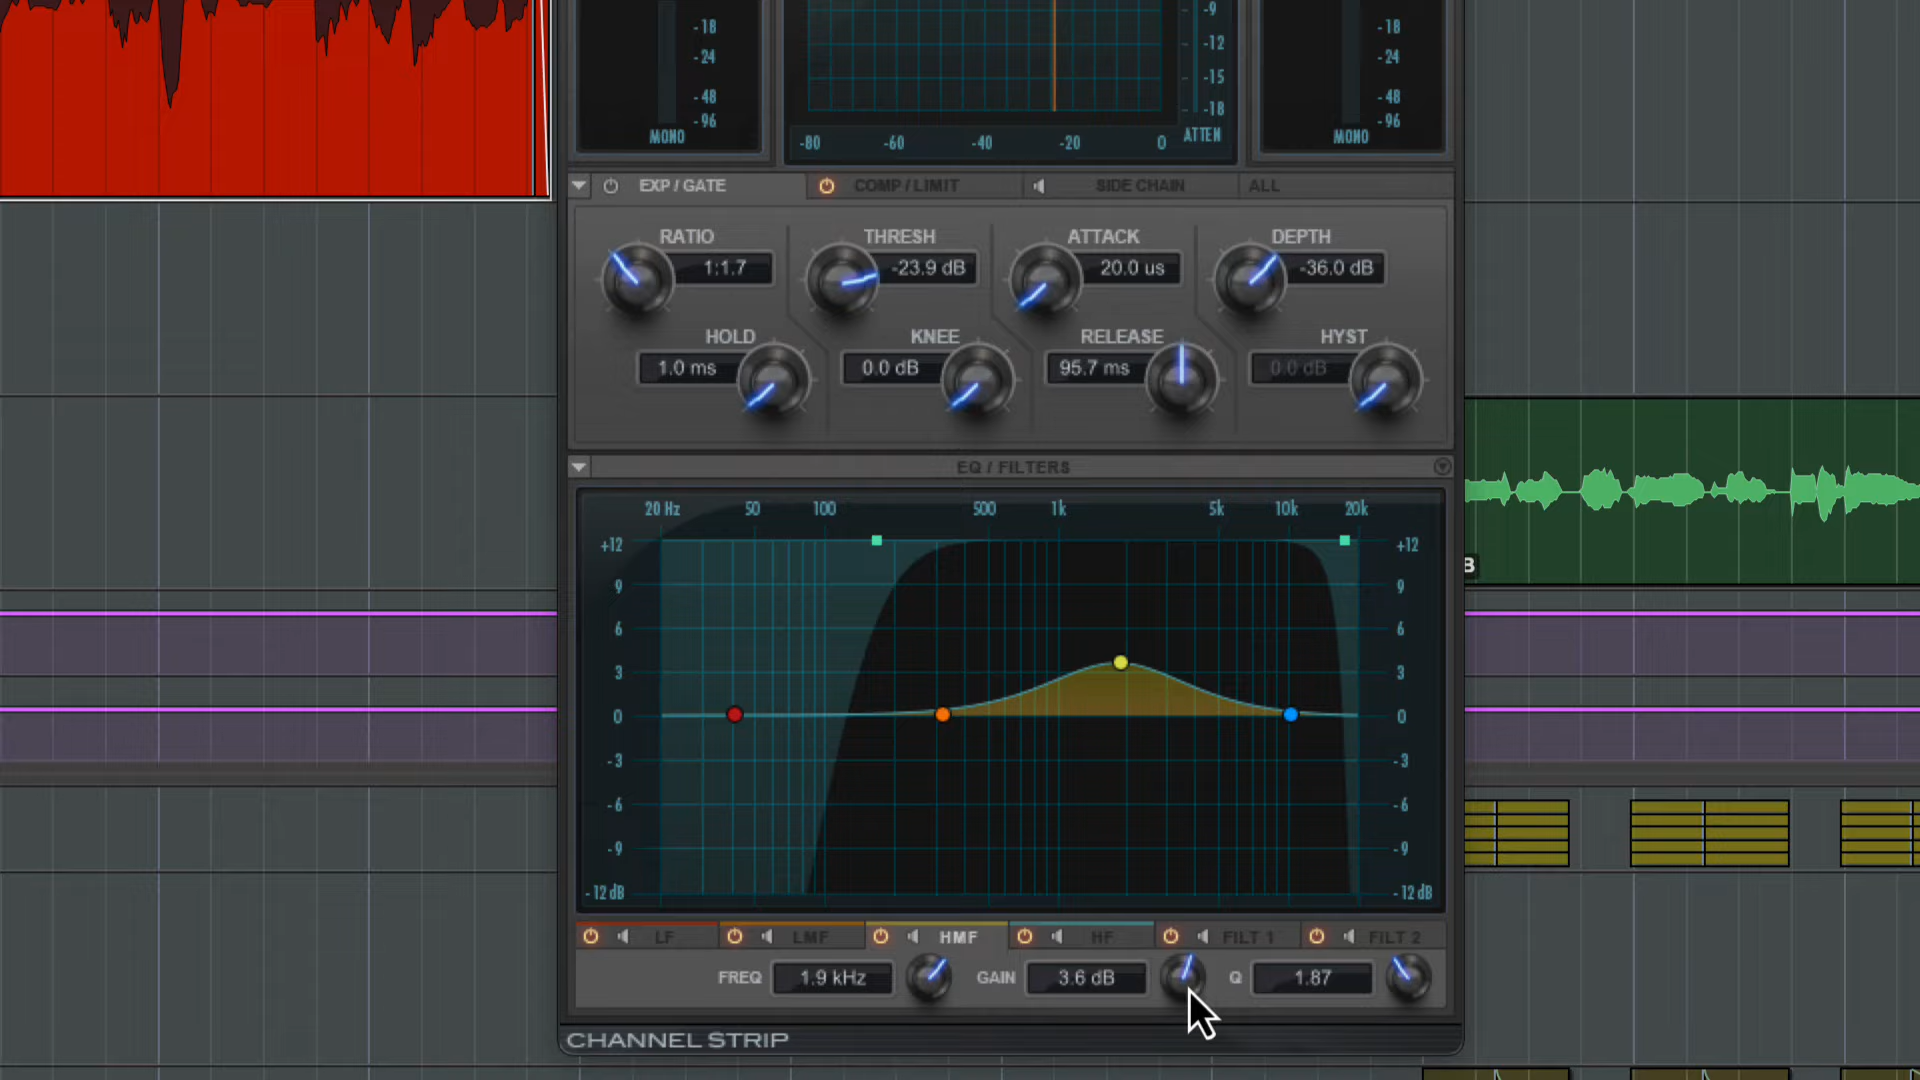 -18
-24
-48
-96
MONO
-9
-12
-15
-18
ATTEN
-80 -60 -40 -20 0
-18
-24
-48
-96
MONO
EXP / GATE COMP / LIMIT SIDE CHAIN ALL
RATIO THRESH ATTACK DEPTH
1:1.7 -23.9 dB 20.0 us -36.0 dB
HOLD KNEE RELEASE HYST
1.0 ms 0.0 dB 95.7 ms 0.0 dB
EQ / FILTERS
20 Hz 50 100 500 1k 5k 10k 20k
+12 +12
B
9 9
6 6
3 3
0 0
-3 -3
-6 -6
-9 -9
-12 dB -12 dB
LF LMF HMF HF FILT 1 FILT 2
FREQ 1.9 kHz GAIN 3.6 dB Q 1.87
CHANNEL STRIP